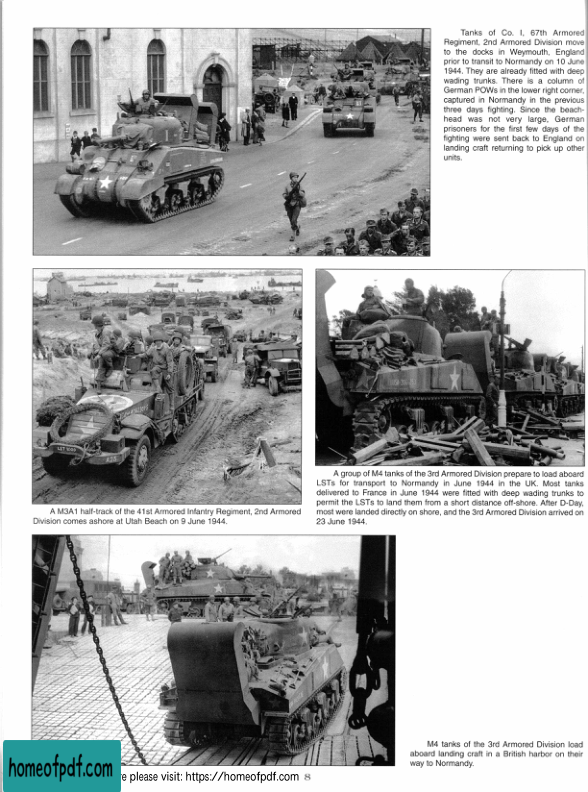 Tanks of Co. I, 67th Armored
Regiment, 2nd Armored Division move
to the docks in Weymouth, England
prior to transit to Normandy on 10 June
1944. They are already fitted with deep
wading trunks. There is a column of
German POWs in the lower right corner,
captured in Normandy in the previous
three days fighting. Since the beach-
head was not very large, German
prisoners for the first few days of the
fighting were sent back to England on
landing craft returning to pick up other
units.
A M3A1 half-track of the 41st Armored Infantry Regiment, 2nd Armored
Division comes ashore at Utah Beach on 9 June 1944.
A group of M4 tanks of the 3rd Armored Division prepare to load aboard
LSTs for transport to Normandy in June 1944 in the UK. Most tanks
delivered to France in June 1944 were fitted with deep wading trunks to
permit the LSTs to land them from a short distance off-shore. After D-Day,
most were landed directly on shore, and the 3rd Armored Division arrived on
23 June 1944.
M4 tanks of the 3rd Armored Division load
aboard landing craft in a British harbor on their
way to Normandy.
homeofpdf.com
re please visit: https://homeofpdf.com 8